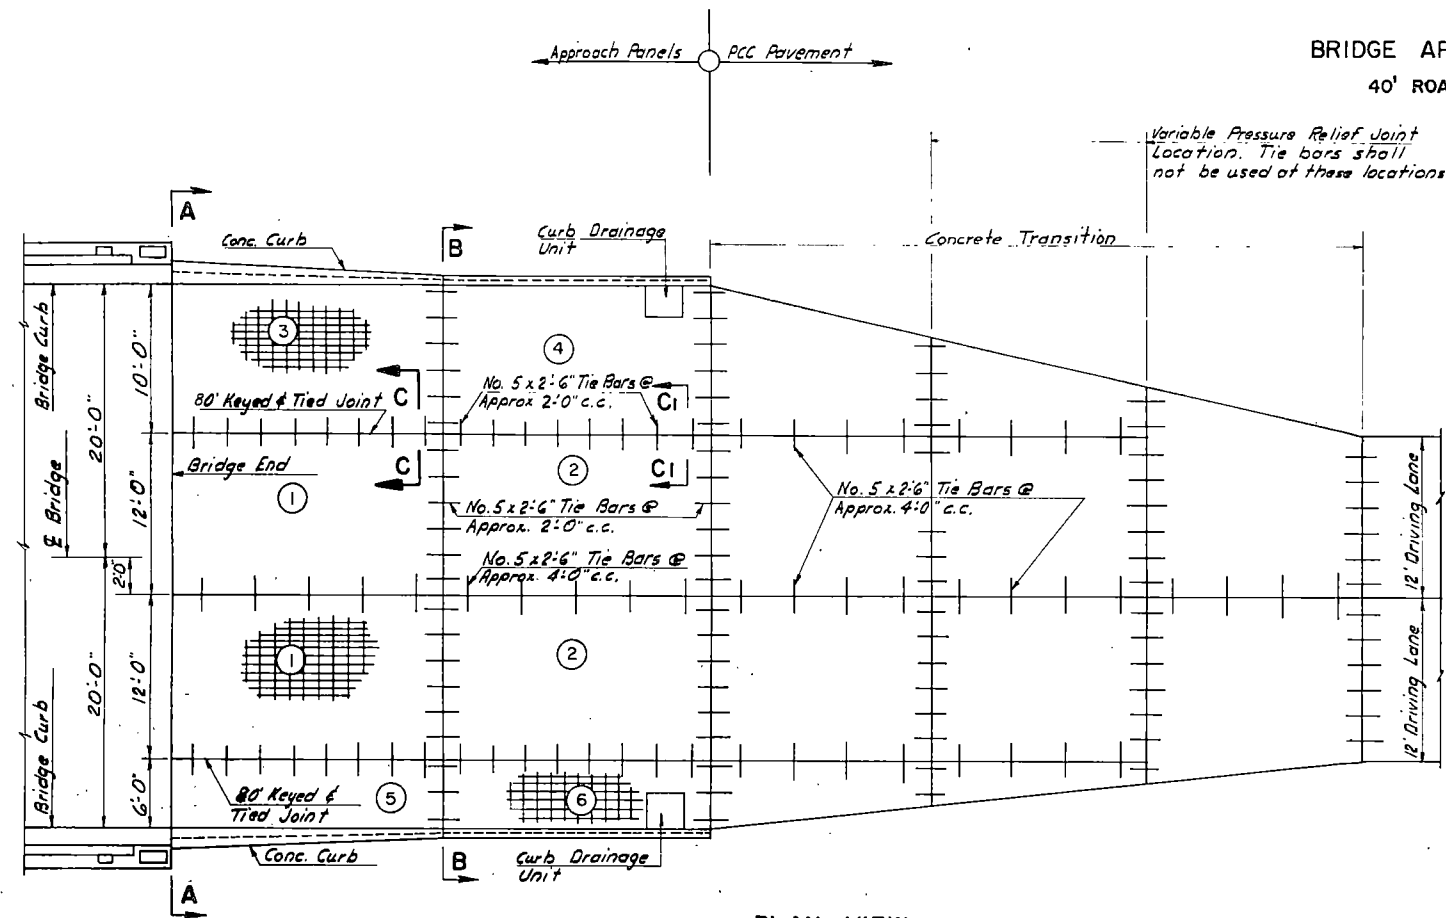 Approach Panels
PCC Pavement
BRIDGE AP
40' ROA
Variable Pressure Relief Joint
Location. Tie bars shall
not be used at these locations
A
B
Conc. Curb
Curb Drainage
Unit
Concrete Transition
Bridge Curb
20'-0"
10'-0"
3
4
C
No. 5 x 2'-6" Tie Bars @
Approx 2'-0" c.c.
C1
80' Keyed & Tied Joint
Bridge End
C
2
C1
1
℄ Bridge
12'-0"
No. 5 x 2'-6" Tie Bars @
Approx. 2'-0" c.c.
No. 5 x 2'-6" Tie Bars @
Approx. 4'-0" c.c.
12' Driving Lane
2'-0"
No. 5 x 2'-6" Tie Bars @
Approx. 4'-0" c.c.
1
2
20'-0"
12'-0"
12' Driving Lane
Bridge Curb
6'-0"
80' Keyed &
Tied Joint
5
6
Conc. Curb
B
Curb Drainage
Unit
A